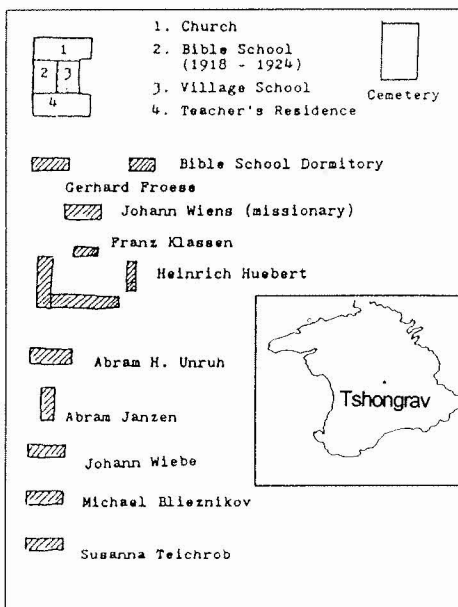 1
2
3
4
1. Church
2. Bible School
(1918 - 1924)
3. Village School
4. Teacher's Residence
Cemetery
Bible School Dormitory
Gerhard Froese
Johann Wiens (missionary)
Franz Klassen
Heinrich Huebert
Abram H. Unruh
Tshongrav
Abram Janzen
Johann Wiebe
Michael Blieznikov
Susanna Teichrob